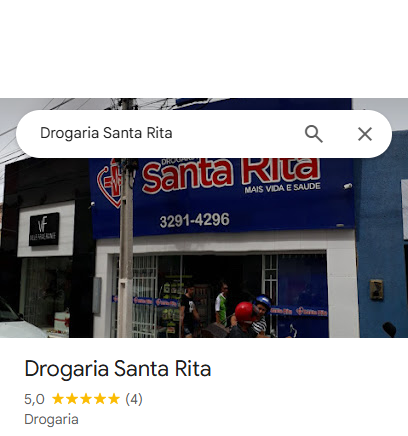 Drogaria Santa Rita
DROGARIA
Santa Rita
MAIS VIDA E SAUDE
3291-4296
VF
Drogaria Santa Rita
5,0 (4)
Drogaria